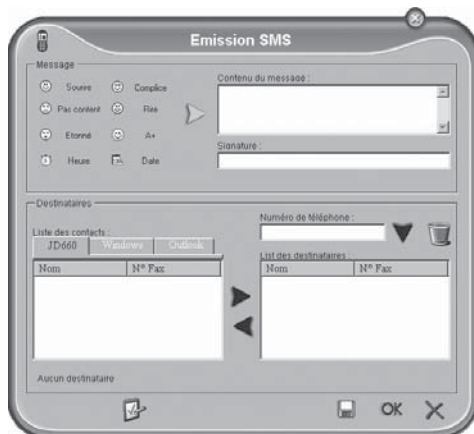 Emission SMS
Message
Contenu du message :
Sourire Complice
Pas content Rire
Etonné A+
Signature :
Heure Date
Destinataires
Numéro de téléphone :
Liste des contacts :
JD660 Windows Outlook
List des destinataires :
Nom N° Fax Nom N° Fax
Aucun destinataire
OK